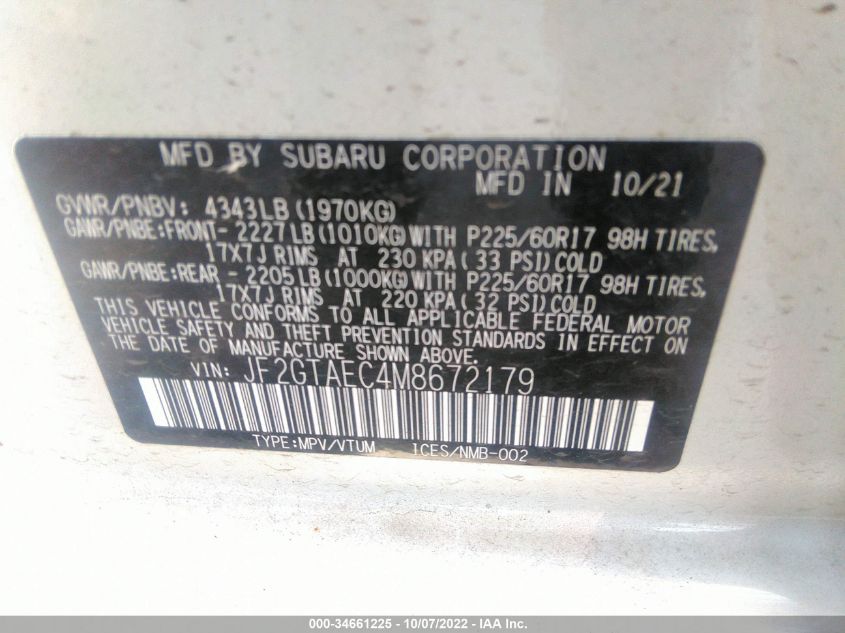 MFD BY SUBARU CORPORATION
MFD IN 10/21
GVWR/PNBV: 4343LB (1970KG)
GAWR/PNBE:FRONT- 2227LB (1010KG) WITH P225/60R17 98H TIRES,
17X7J RIMS AT 230 KPA( 33 PSI)COLD
GAWR/PNBE:REAR - 2205LB (1000KG) WITH P225/60R17 98H TIRES,
17X7J RIMS AT 220 KPA( 32 PSI)COLD
THIS VEHICLE CONFORMS TO ALL APPLICABLE FEDERAL MOTOR
VEHICLE SAFETY AND THEFT PREVENTION STANDARDS IN EFFECT ON
THE DATE OF MANUFACTURE SHOWN ABOVE.
VIN: JF2GTAEC4M8672179
TYPE:MPV/VTUM ICES/NMB-002
000-34661225 - 10/07/2022 - IAA Inc.